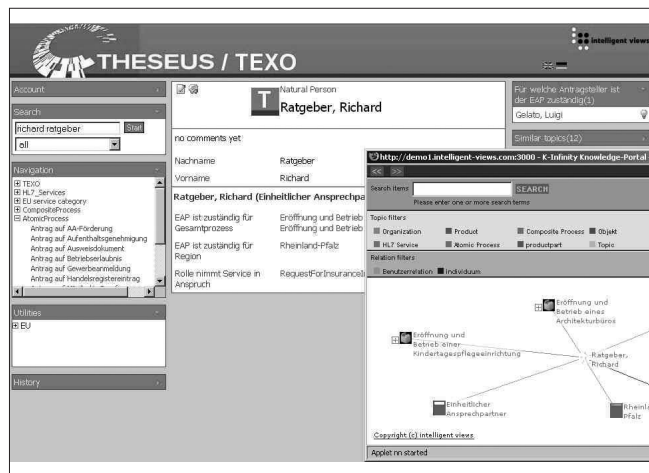 THESEUS / TEXO
intelligent views
Account
Search
richard ratgeber
Start
all
Navigation
TEXO
HL7_Services
EU service category
CompositeProcess
AtomicProcess
Antrag auf AA-Förderung
Antrag auf Aufenthaltsgenehmigung
Antrag auf Ausweisdokument
Antrag auf Betriebserlaubnis
Antrag auf Gewerbeanmeldung
Antrag auf Handelsregistereintrag
Utilities
EU
History
T
Natural Person
Ratgeber, Richard
no comments yet
Nachname Ratgeber
Vorname Richard
Ratgeber, Richard (Einheitlicher Ansprechpa
EAP ist zuständig für Eröffnung und Betrieb
Gesamtprozess
EAP ist zuständig für Rheinland-Pfalz
Region
Rolle nimmt Service in RequestForInsuranceI
Anspruch
Für welche Antragsteller ist
der EAP zuständig(1)
Gelato, Luigi
Similar topics(12)
http://demo1.intelligent-views.com:3000 - K-Infinity Knowledge-Portal
<< >>
Search items
SEARCH
Please enter one or more search
terms
Topic filters
Organization Product Composite Process Objekt
HL7 Service Atomic Process productpart Topic
Relation filters
Benutzerrelation Individuum
Eröffnung und
Betrieb eines
Architekturbüros
Eröffnung und
Betrieb einer
Kindertagespflegeeinrichtung
Ratgeber,
Richard
Einheitlicher
Ansprechpartner
Rheinla
Pfalz
Copyright (c) intelligent views
Applet nn started